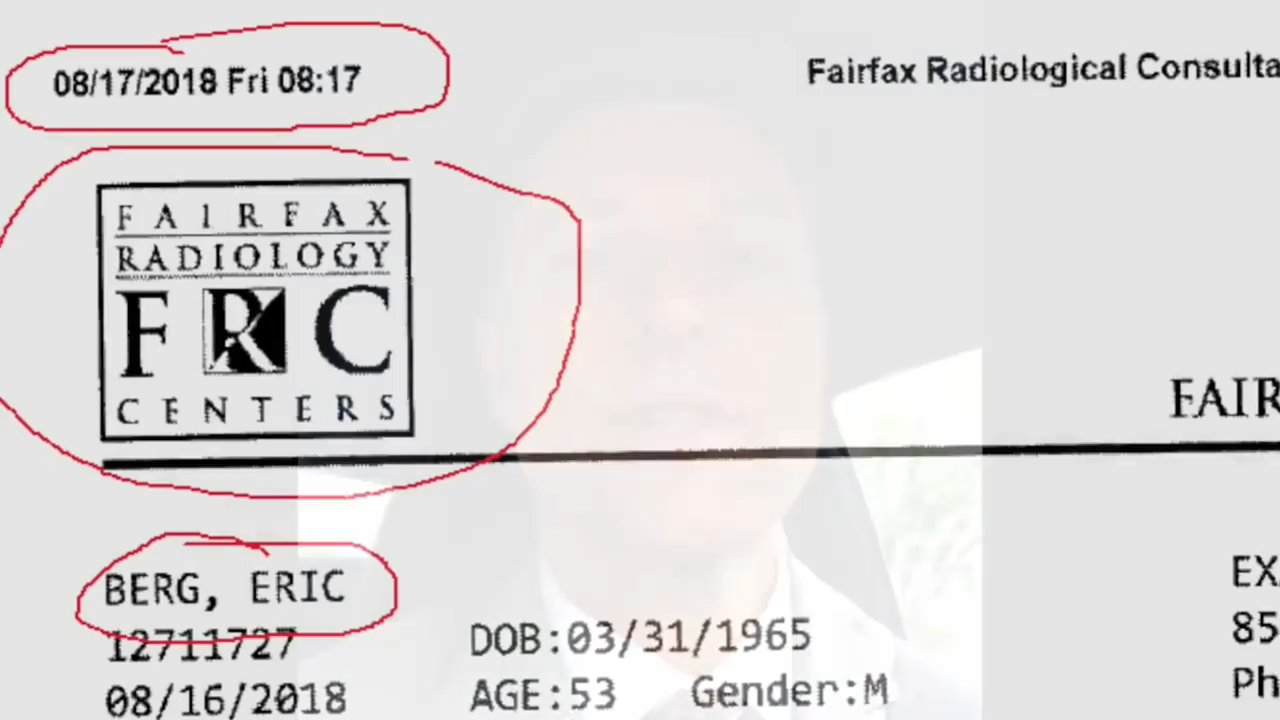 08/17/2018 Fri 08:17
Fairfax Radiological Consulta
FAIRFAX
RADIOLOGY
FRC
CENTERS
FAIR
BERG, ERIC
12711727
DOB:03/31/1965
85
08/16/2018
AGE:53 Gender:M
Ph
EX